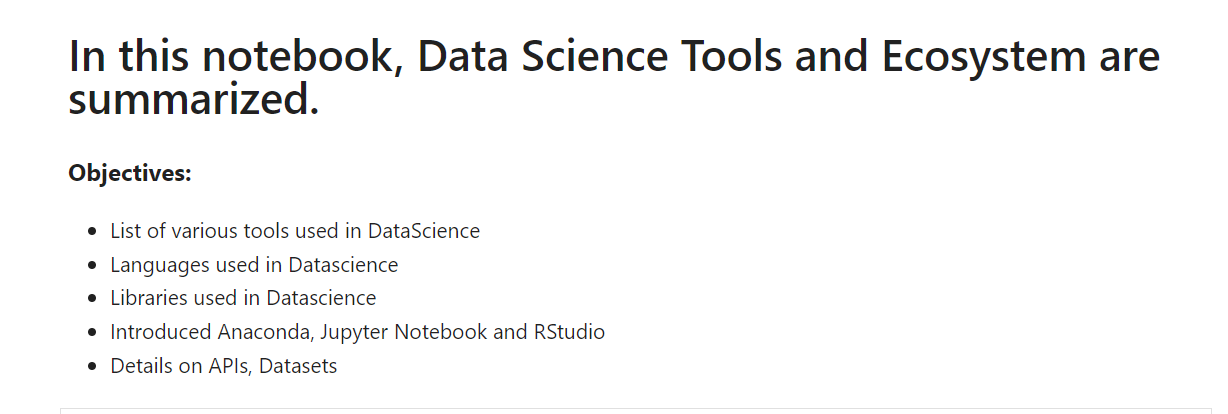 In this notebook, Data Science Tools and Ecosystem are
summarized.
Objectives:
List of various tools used in DataScience
Languages used in Datascience
Libraries used in Datascience
Introduced Anaconda, Jupyter Notebook and RStudio
Details on APIs, Datasets